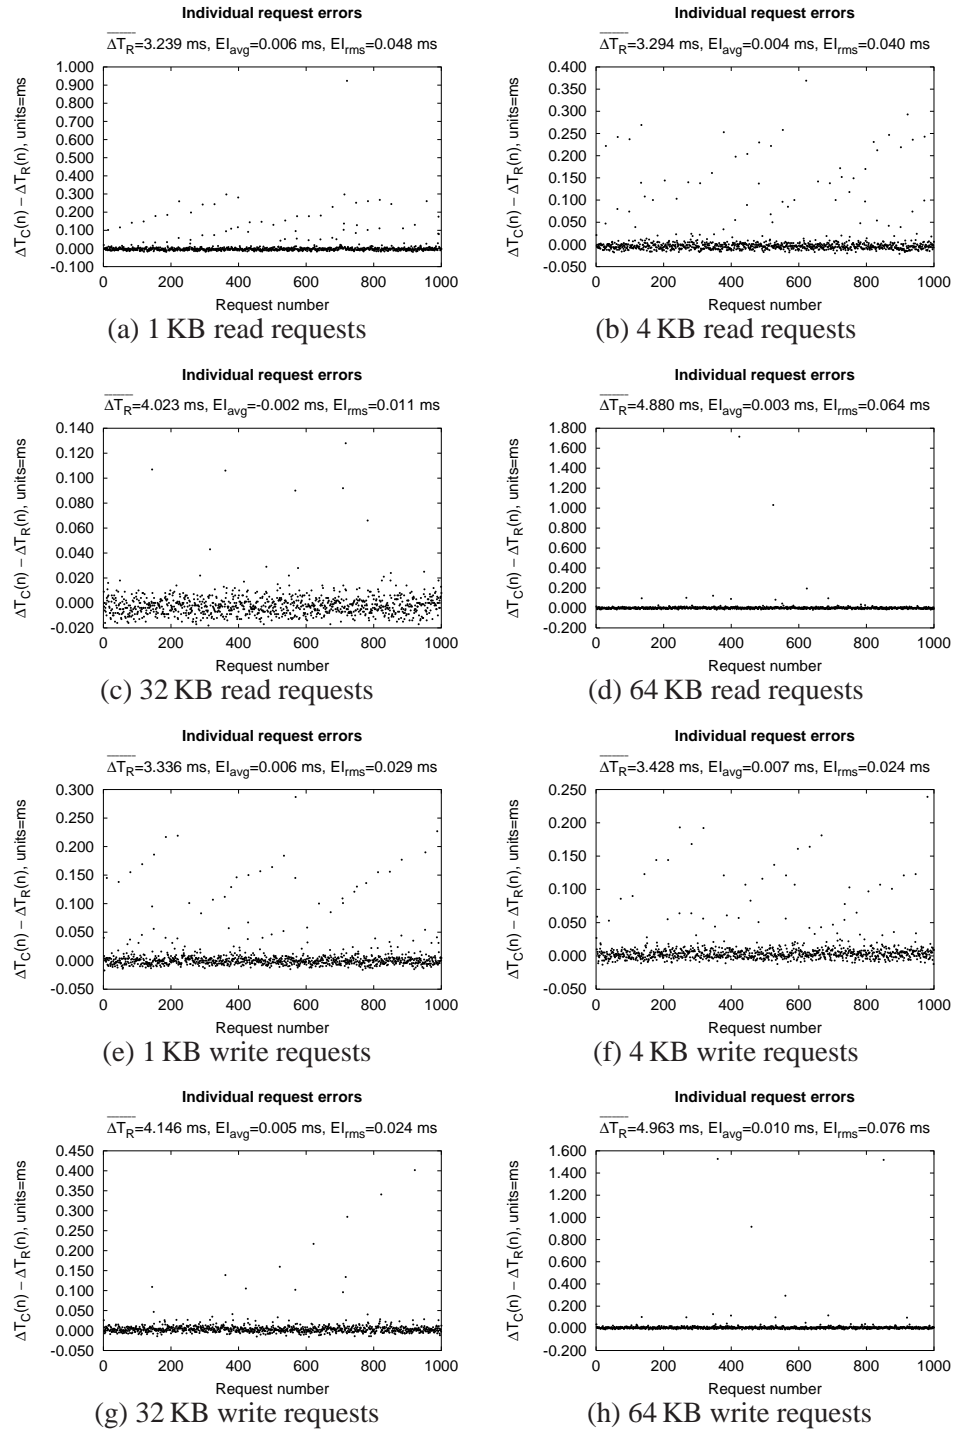 Individual request errors
ΔT_R=3.239 ms, EI_avg=0.006 ms, EI_rms=0.048 ms
1.000
0.900
0.800
0.700
0.600
0.500
0.400
0.300
0.200
0.100
0.000
-0.100
ΔT_C(n) − ΔT_R(n), units=ms
0 200 400 600 800 1000
Request number
(a) 1 KB read requests
Individual request errors
ΔT_R=3.294 ms, EI_avg=0.004 ms, EI_rms=0.040 ms
0.400
0.350
0.300
0.250
0.200
0.150
0.100
0.050
0.000
-0.050
ΔT_C(n) − ΔT_R(n), units=ms
0 200 400 600 800 1000
Request number
(b) 4 KB read requests
Individual request errors
ΔT_R=4.023 ms, EI_avg=-0.002 ms, EI_rms=0.011 ms
0.140
0.120
0.100
0.080
0.060
0.040
0.020
0.000
-0.020
ΔT_C(n) − ΔT_R(n), units=ms
0 200 400 600 800 1000
Request number
(c) 32 KB read requests
Individual request errors
ΔT_R=4.880 ms, EI_avg=0.003 ms, EI_rms=0.064 ms
1.800
1.600
1.400
1.200
1.000
0.800
0.600
0.400
0.200
0.000
-0.200
ΔT_C(n) − ΔT_R(n), units=ms
0 200 400 600 800 1000
Request number
(d) 64 KB read requests
Individual request errors
ΔT_R=3.336 ms, EI_avg=0.006 ms, EI_rms=0.029 ms
0.300
0.250
0.200
0.150
0.100
0.050
0.000
-0.050
ΔT_C(n) − ΔT_R(n), units=ms
0 200 400 600 800 1000
Request number
(e) 1 KB write requests
Individual request errors
ΔT_R=3.428 ms, EI_avg=0.007 ms, EI_rms=0.024 ms
0.250
0.200
0.150
0.100
0.050
0.000
-0.050
ΔT_C(n) − ΔT_R(n), units=ms
0 200 400 600 800 1000
Request number
(f) 4 KB write requests
Individual request errors
ΔT_R=4.146 ms, EI_avg=0.005 ms, EI_rms=0.024 ms
0.450
0.400
0.350
0.300
0.250
0.200
0.150
0.100
0.050
0.000
-0.050
ΔT_C(n) − ΔT_R(n), units=ms
0 200 400 600 800 1000
Request number
(g) 32 KB write requests
Individual request errors
ΔT_R=4.963 ms, EI_avg=0.010 ms, EI_rms=0.076 ms
1.600
1.400
1.200
1.000
0.800
0.600
0.400
0.200
0.000
-0.200
ΔT_C(n) − ΔT_R(n), units=ms
0 200 400 600 800 1000
Request number
(h) 64 KB write requests